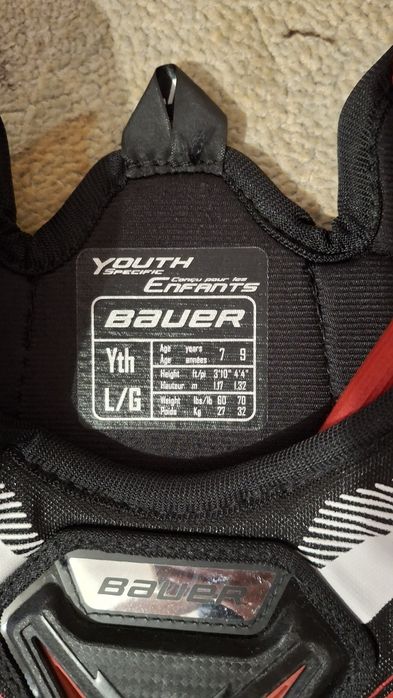 YOUTH
SPECIFIC
Conçu pour les
ENFANTS
BAUER
Yth
L/G
Age years 7 9
Age années
Height ft/pi 3'10" 4'4"
Hauteur m 1.17 1.32
Weight lbs/lb 60 70
Poids Kg 27 32
BAUER